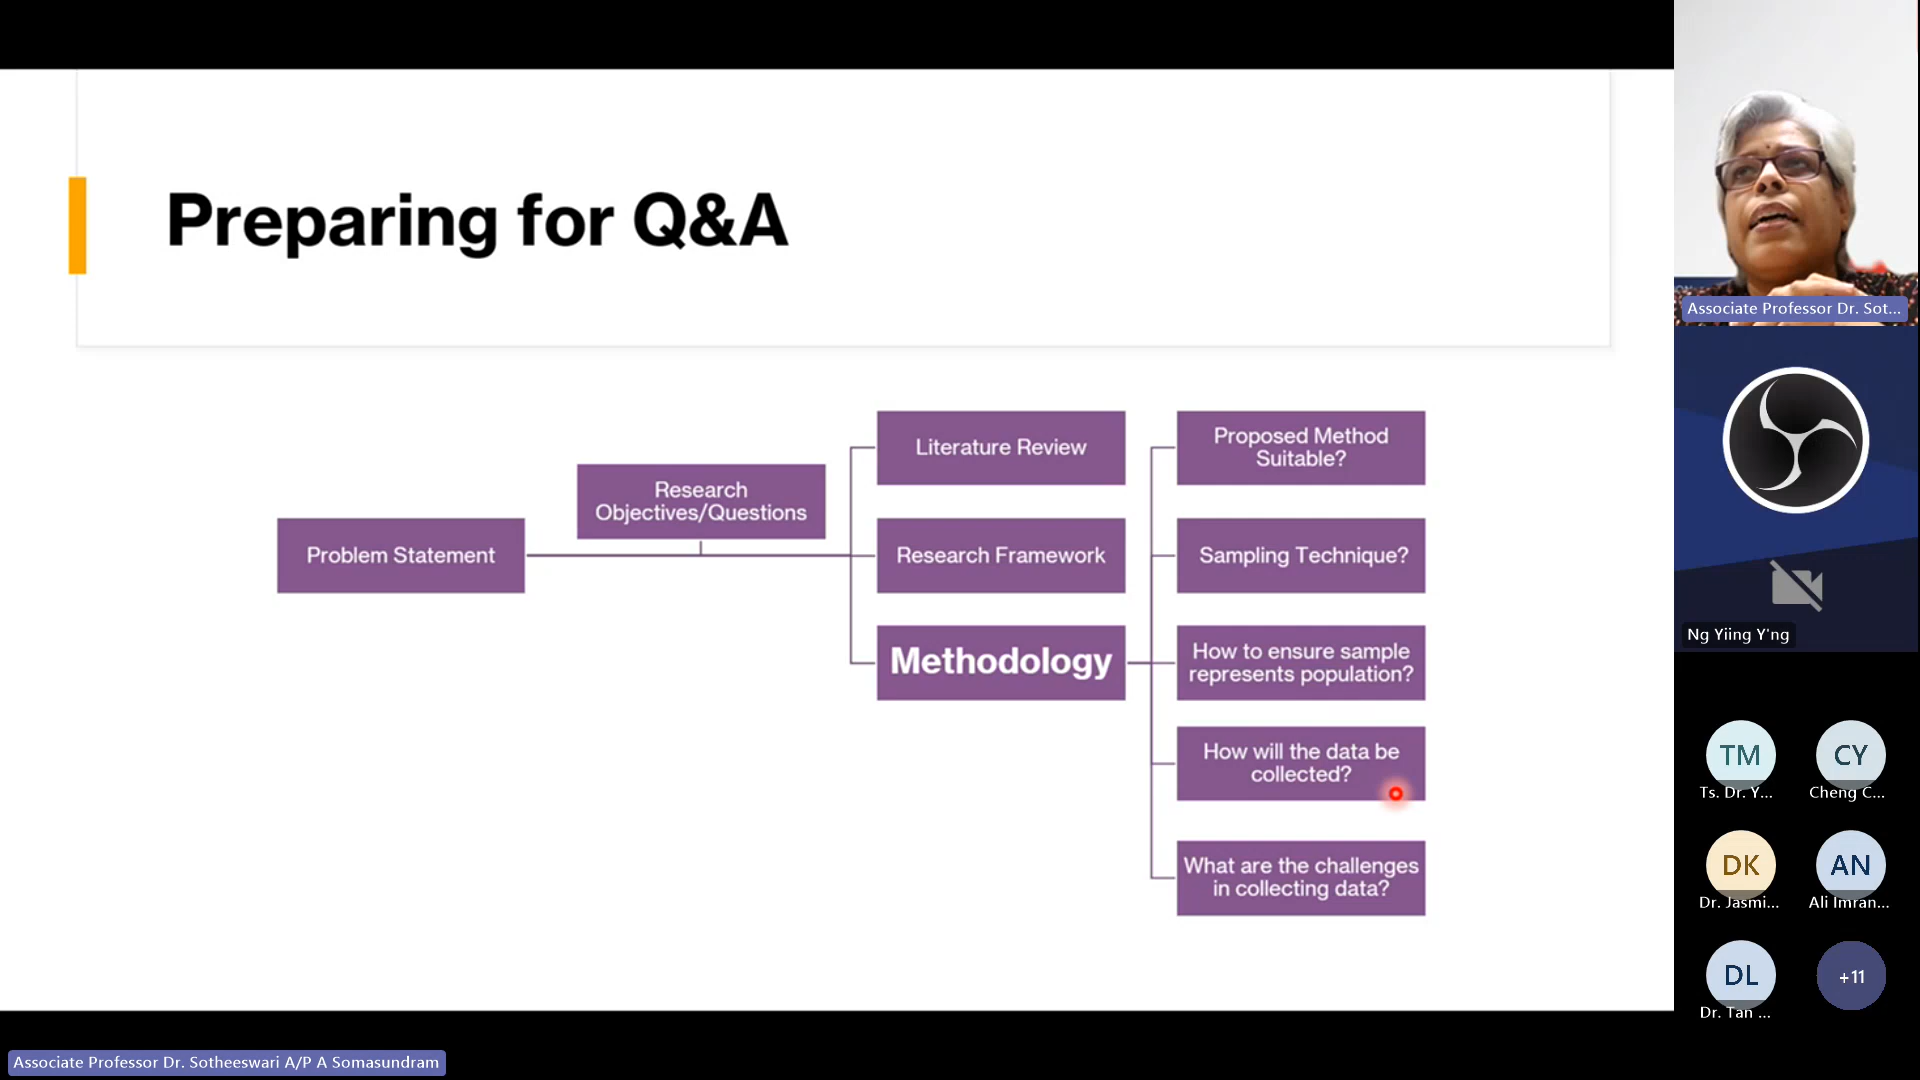 Preparing for Q&A
Problem Statement
Research
Objectives/Questions
Literature Review
Research Framework
Methodology
Proposed Method
Suitable?
Sampling Technique?
How to ensure sample
represents population?
How will the data be
collected?
What are the challenges
in collecting data?
Associate Professor Dr. Sot...
Ng Yiing Y'ng
TM
Ts. Dr. Y...
CY
Cheng C...
DK
Dr. Jasmi...
AN
Ali Imran...
DL
Dr. Tan ...
+11
Associate Professor Dr. Sotheeswari A/P A Somasundram